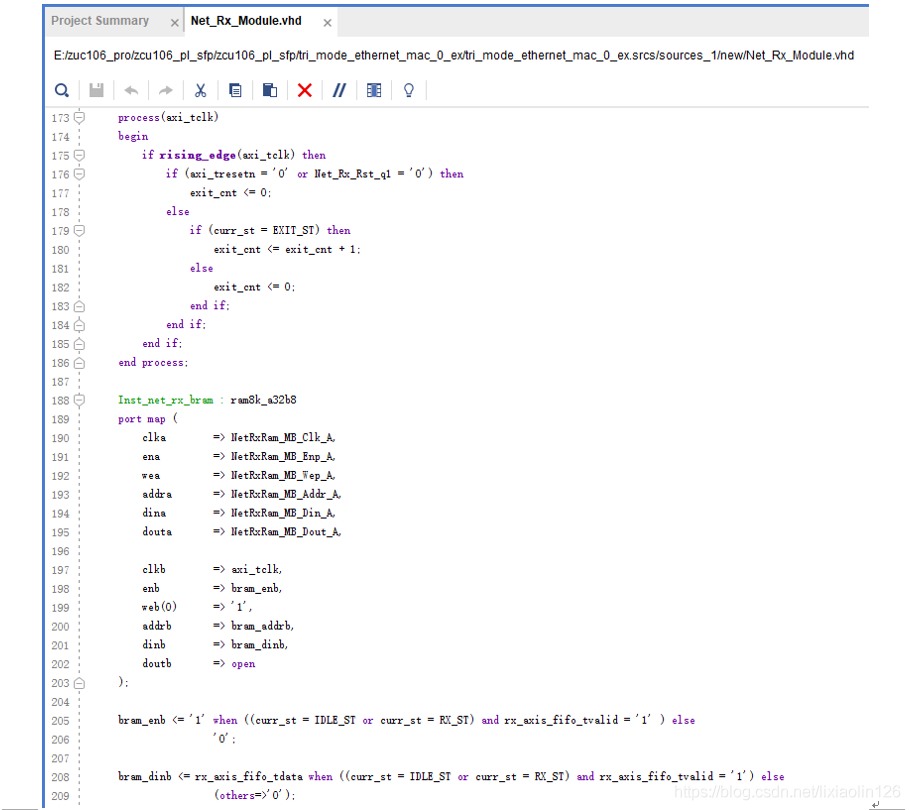 Project Summary × Net_Rx_Module.vhd ×
E:/zuc106_pro/zcu106_pl_sfp/zcu106_pl_sfp/tri_mode_ethernet_mac_0_ex/tri_mode_ethernet_mac_0_ex.srcs/sources_1/new/Net_Rx_Module.vhd
173 process(axi_tclk)
174 begin
175 if rising_edge(axi_tclk) then
176 if (axi_tresetn = '0' or Net_Rx_Rst_q1 = '0') then
177 exit_cnt <= 0;
178 else
179 if (curr_st = EXIT_ST) then
180 exit_cnt <= exit_cnt + 1;
181 else
182 exit_cnt <= 0;
183 end if;
184 end if;
185 end if;
186 end process;
187
188 Inst_net_rx_bram : ram8k_a32b8
189 port map (
190 clka => NetRxRam_MB_Clk_A,
191 ena => NetRxRam_MB_Enp_A,
192 wea => NetRxRam_MB_Wep_A,
193 addra => NetRxRam_MB_Addr_A,
194 dina => NetRxRam_MB_Din_A,
195 douta => NetRxRam_MB_Dout_A,
196
197 clkb => axi_tclk,
198 enb => bram_enb,
199 web(0) => '1',
200 addrb => bram_addrb,
201 dinb => bram_dinb,
202 doutb => open
203 );
204
205 bram_enb <= '1' when ((curr_st = IDLE_ST or curr_st = RX_ST) and rx_axis_fifo_tvalid = '1' ) else
206 '0';
207
208 bram_dinb <= rx_axis_fifo_tdata when ((curr_st = IDLE_ST or curr_st = RX_ST) and rx_axis_fifo_tvalid = '1') else
209 (others=>'0');
https://blog.csdn.net/lixiaolin126